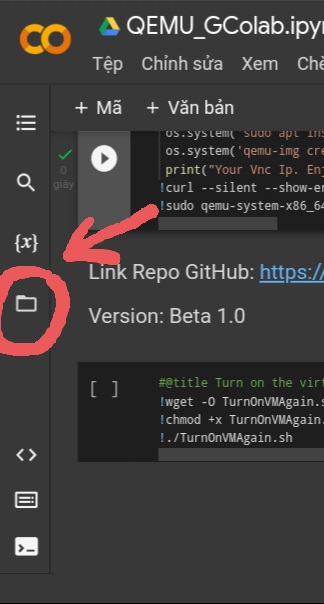 QEMU_GColab.ipyn
Tệp Chỉnh sửa Xem Chè
+ Mã + Văn bản
os.system('sudo apt ins
os.system('qemu-img cre
print("Your Vnc Ip. Enj
!curl --silent --show-er
!sudo qemu-system-x86_64
0
giây
{x}
Link Repo GitHub: https://
Version: Beta 1.0
[ ]
#@title Turn on the virt
!wget -O TurnOnVMAgain.s
!chmod +x TurnOnVMAgain.
!./TurnOnVMAgain.sh